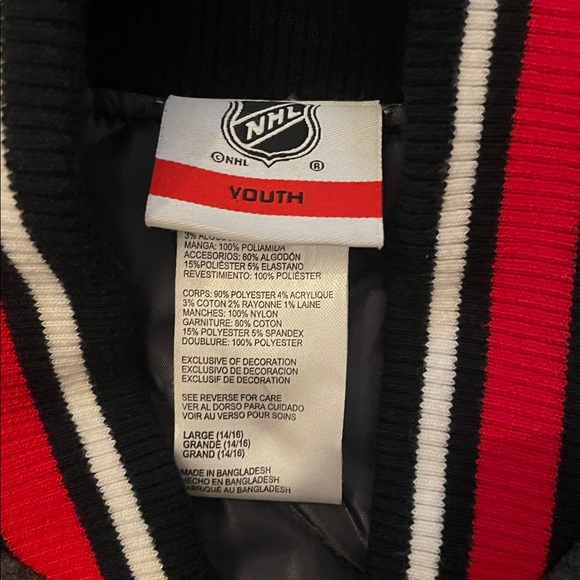 NHL
©NHL ®
YOUTH
3% ALGOD
MANGA: 100% POLIAMIDA
ACCESORIOS: 80% ALGODÓN
15%POLIÉSTER 5% ELASTANO
REVESTIMIENTO: 100% POLIÉSTER
CORPS: 90% POLYESTER 4% ACRYLIQUE
3% COTON 2% RAYONNE 1% LAINE
MANCHES: 100% NYLON
GARNITURE: 80% COTON
15% POLYESTER 5% SPANDEX
DOUBLURE: 100% POLYESTER
EXCLUSIVE OF DECORATION
EXCLUSIVO DE DECORACION
EXCLUSIF DE DECORATION
SEE REVERSE FOR CARE
VER AL DORSO PARA CUIDADO
VOIR AU VERSO POUR SOINS
LARGE (14/16)
GRANDE (14/16)
GRAND (14/16)
MADE IN BANGLADESH
HECHO EN BANGLADESH
FABRIQUÉ AU BANGLADESH